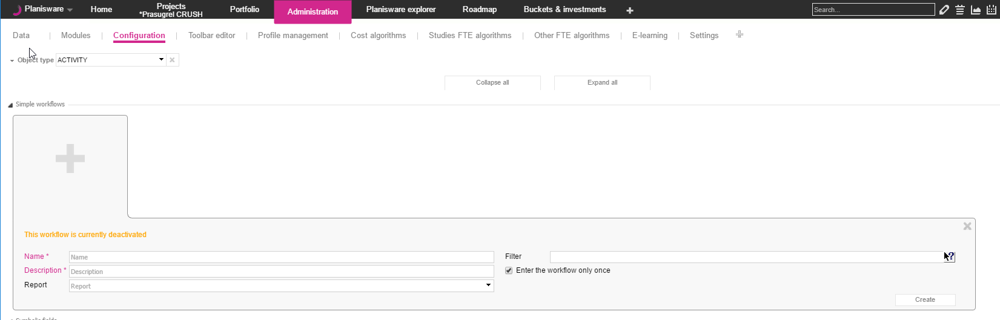 Planisware Home Projects *Prasugrel CRUSH Portfolio Administration Planisware explorer Roadmap Buckets & investments Search...
Data Modules Configuration Toolbar editor Profile management Cost algorithms Studies FTE algorithms Other FTE algorithms E-learning Settings
Object type ACTIVITY
Collapse all Expand all
Simple workflows
This workflow is currently deactivated
Name * Name Filter ?
Description * Description Enter the workflow only once
Report Report
Create
Symbolic fields